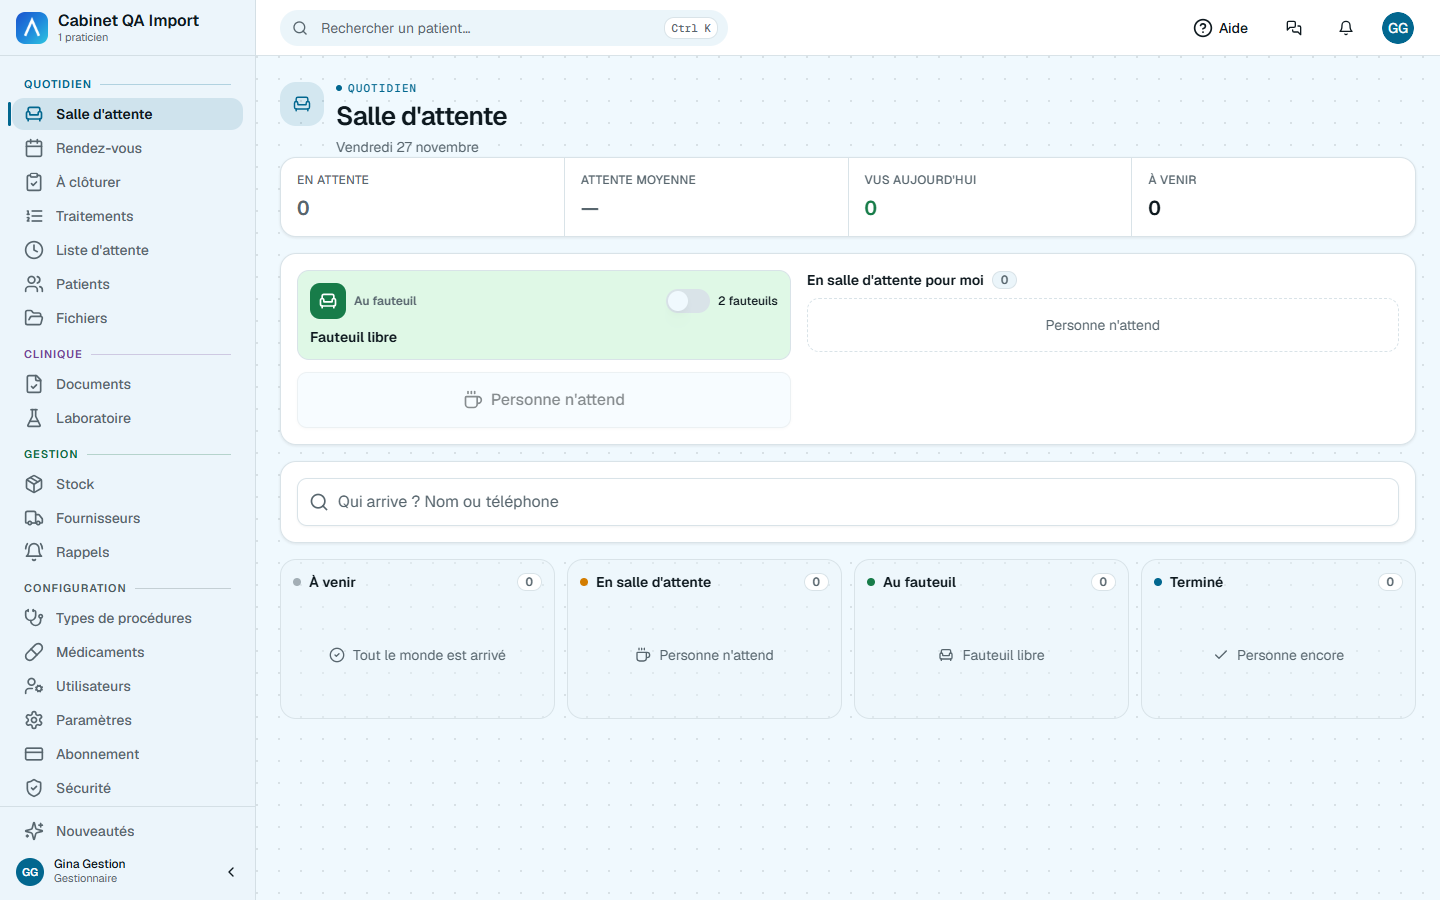 Cabinet QA Import
1 praticien
Rechercher un patient...
Ctrl K
Aide
GG
QUOTIDIEN
Salle d'attente
Rendez-vous
À clôturer
Traitements
Liste d'attente
Patients
Fichiers
CLINIQUE
Documents
Laboratoire
GESTION
Stock
Fournisseurs
Rappels
CONFIGURATION
Types de procédures
Médicaments
Utilisateurs
Paramètres
Abonnement
Sécurité
Nouveautés
GG
Gina Gestion
Gestionnaire
QUOTIDIEN
Salle d'attente
Vendredi 27 novembre
EN ATTENTE
0
ATTENTE MOYENNE
—
VUS AUJOURD'HUI
0
À VENIR
0
Au fauteuil
2 fauteuils
Fauteuil libre
Personne n'attend
En salle d'attente pour moi 0
Personne n'attend
Qui arrive ? Nom ou téléphone
À venir 0
Tout le monde est arrivé
En salle d'attente 0
Personne n'attend
Au fauteuil 0
Fauteuil libre
Terminé 0
Personne encore